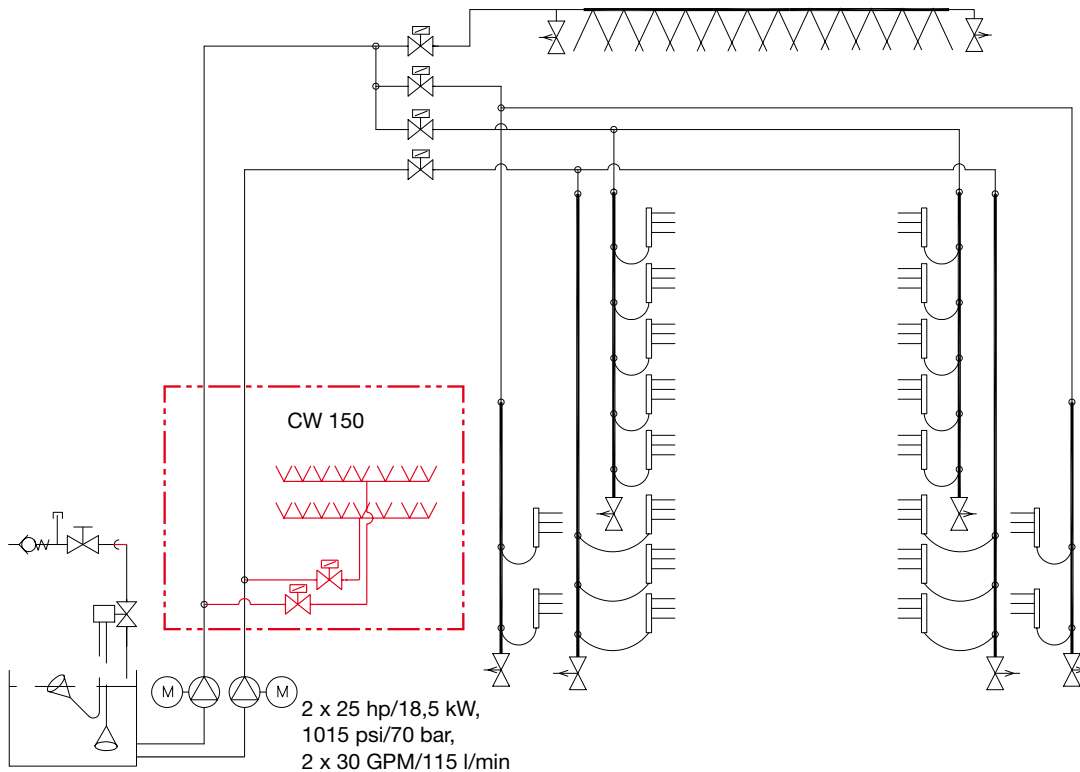 CW 150
M
M
2 x 25 hp/18,5 kW,
1015 psi/70 bar,
2 x 30 GPM/115 l/min